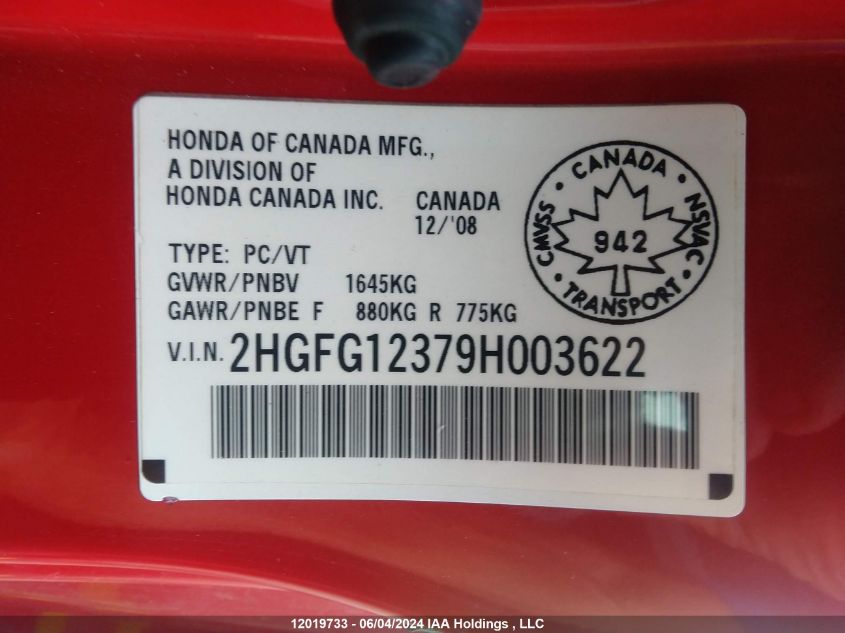 HONDA OF CANADA MFG.,
A DIVISION OF
HONDA CANADA INC. CANADA
12/'08
TYPE: PC/VT
GVWR/PNBV 1645KG
GAWR/PNBE F 880KG R 775KG
V.I.N. 2HGFG12379H003622
CMVSS · CANADA · NSVAC · TRANSPORT ·
942
12019733 - 06/04/2024 IAA Holdings , LLC